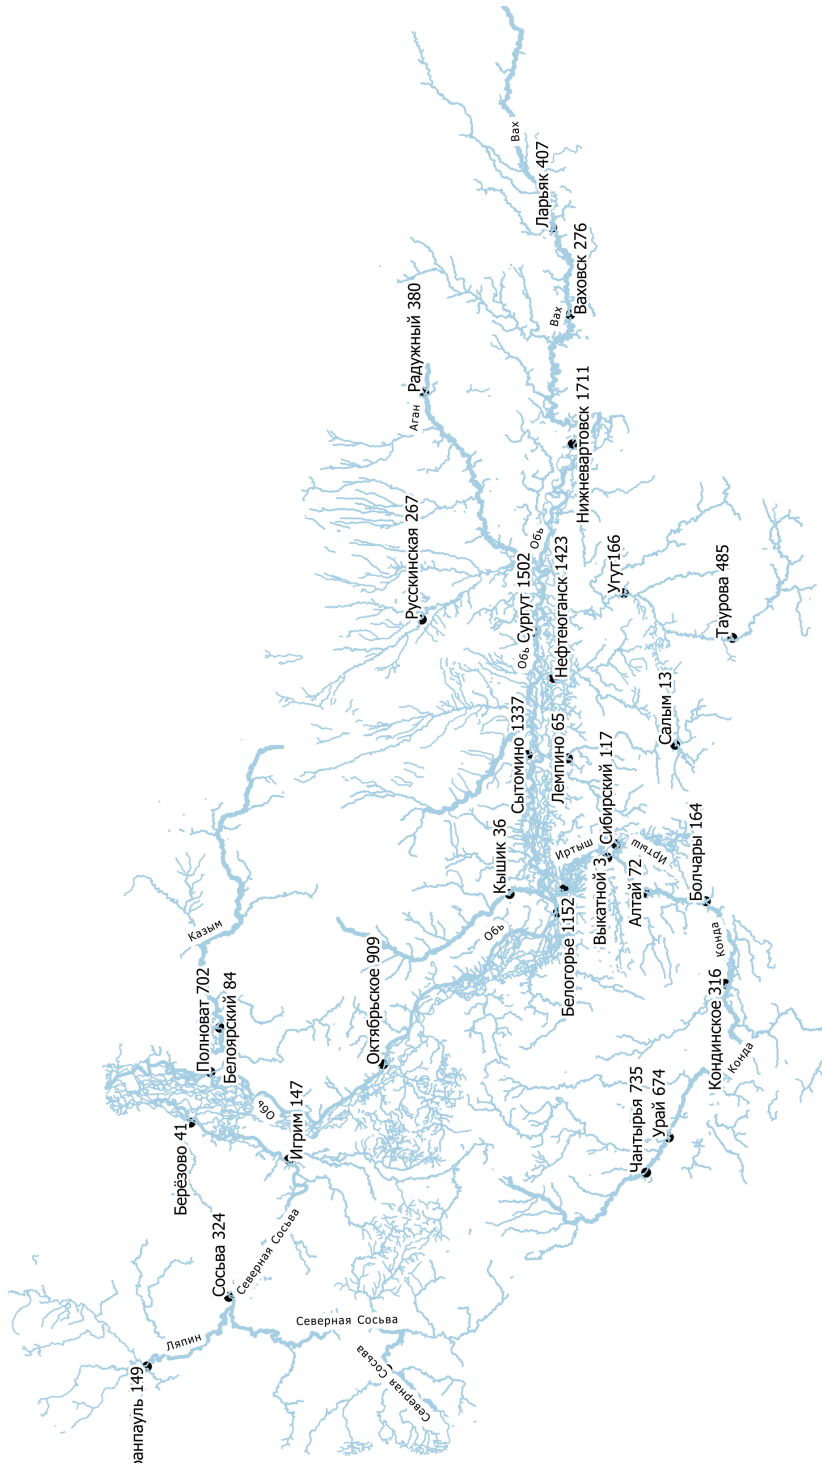 Вах
Ларьяк 407
Ваховск 276
Вах
Радужный 380
Аган
Нижневартовск 1711
Русскинская 267
Обь
Сургут 1502
Нефтеюганск 1423
Обь
Угут166
Таурова 485
Салым 13
Сытомино 1337
Лемпино 65
Сибирский 117
Иртыш
Иртыш
Выкатной 3
Алтай 72
Болчары 164
Кышик 36
Белогорье 1152
Обь
Казым
Полноват 702
Белоярский 84
Октябрьское 909
Конда
Кондинское 316
Конда
Чантырья 735
Урай 674
Обь
Игрим 147
Берёзово 41
Сосьва 324
Северная Сосьва
Северная Сосьва
Северная Сосьва
Ляпин
ранпауль 149